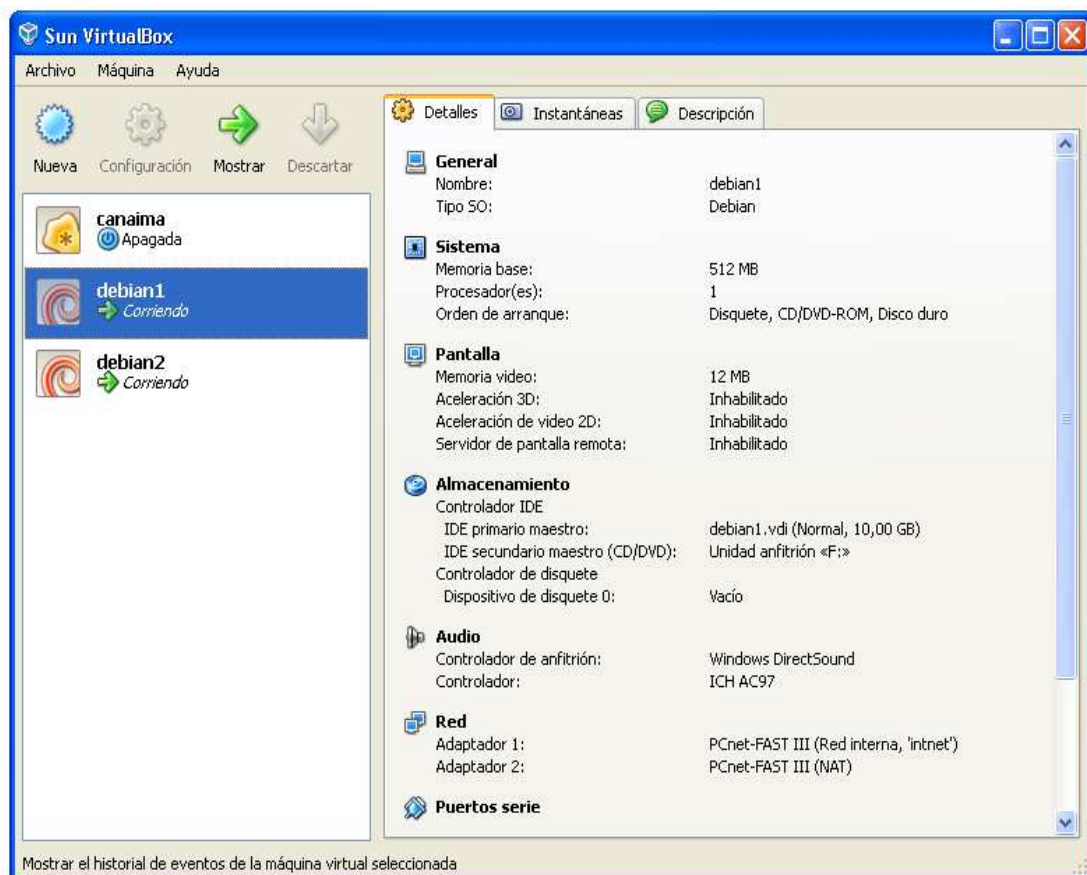 Sun VirtualBox
Archivo Máquina Ayuda
Nueva Configuración Mostrar Descartar
canaima
Apagada
debian1
Corriendo
debian2
Corriendo
Detalles Instantáneas Descripción
General
Nombre: debian1
Tipo SO: Debian
Sistema
Memoria base: 512 MB
Procesador(es): 1
Orden de arranque: Disquete, CD/DVD-ROM, Disco duro
Pantalla
Memoria video: 12 MB
Aceleración 3D: Inhabilitado
Aceleración de video 2D: Inhabilitado
Servidor de pantalla remota: Inhabilitado
Almacenamiento
Controlador IDE
IDE primario maestro: debian1.vdi (Normal, 10,00 GB)
IDE secundario maestro (CD/DVD): Unidad anfitrión «F:»
Controlador de disquete
Dispositivo de disquete 0: Vacío
Audio
Controlador de anfitrión: Windows DirectSound
Controlador: ICH AC97
Red
Adaptador 1: PCnet-FAST III (Red interna, 'intnet')
Adaptador 2: PCnet-FAST III (NAT)
Puertos serie
Mostrar el historial de eventos de la máquina virtual seleccionada